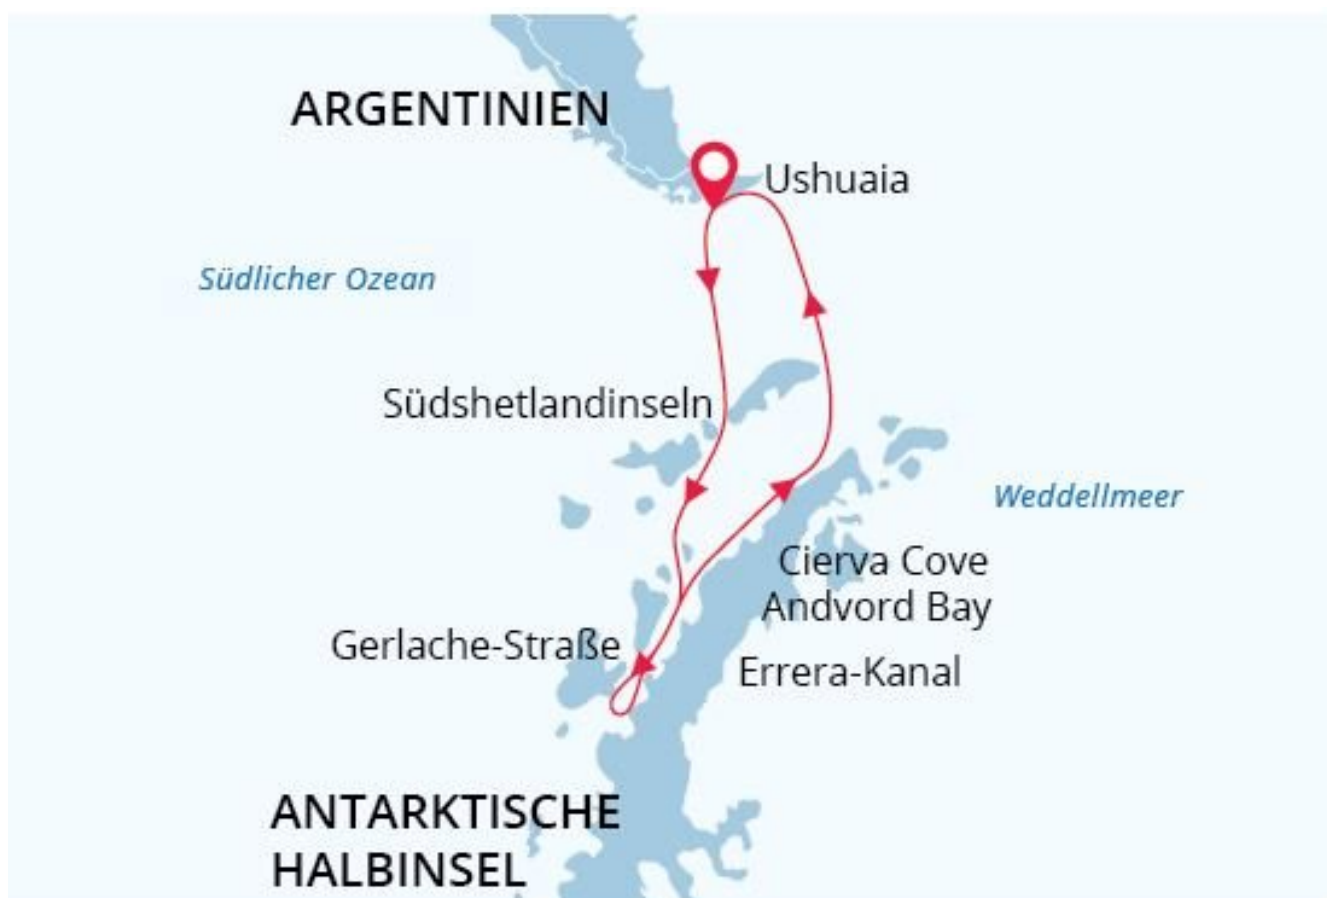 ARGENTINIEN
Ushuaia
Südlicher Ozean
Südshetlandinseln
Weddellmeer
Cierva Cove
Andvord Bay
Gerlache-Straße
Errera-Kanal
ANTARKTISCHE
HALBINSEL